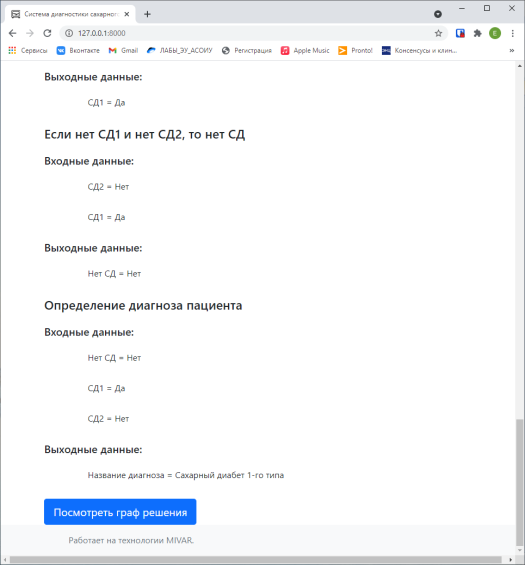 Система диагностики сахарног
127.0.0.1:8000
E
Сервисы
Вконтакте
Gmail
ЛАБЫ_ЭУ_АСОИУ
Регистрация
Apple Music
Pronto!
Консенсусы и клин...
Выходные данные:
СД1 = Да
Если нет СД1 и нет СД2, то нет СД
Входные данные:
СД2 = Нет
СД1 = Да
Выходные данные:
Нет СД = Нет
Определение диагноза пациента
Входные данные:
Нет СД = Нет
СД1 = Да
СД2 = Нет
Выходные данные:
Название диагноза = Сахарный диабет 1-го типа
Посмотреть граф решения
Работает на технологии MIVAR.